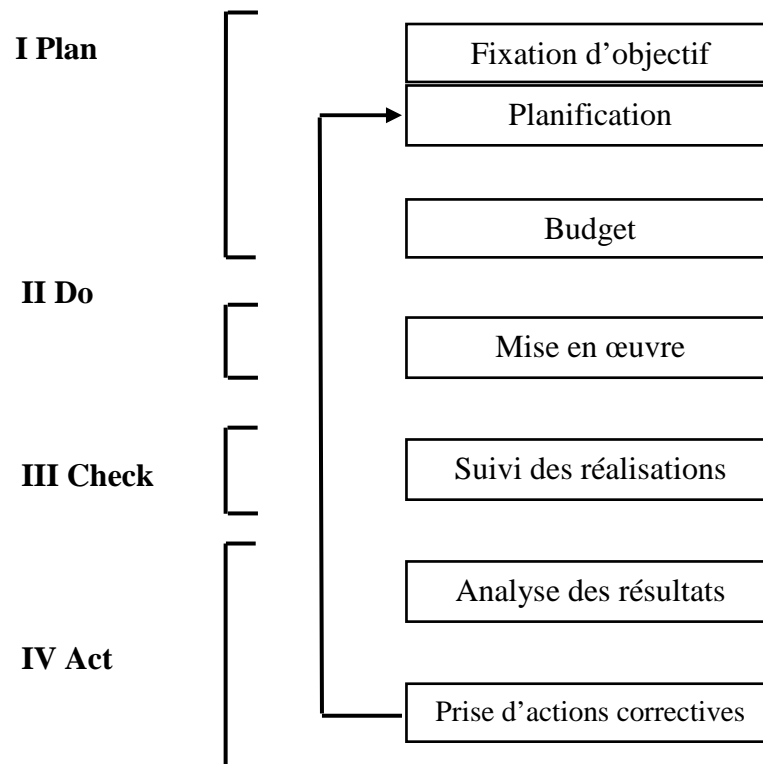 I Plan
Fixation d’objectif
Planification
Budget
II Do
Mise en œuvre
III Check
Suivi des réalisations
Analyse des résultats
IV Act
Prise d’actions correctives